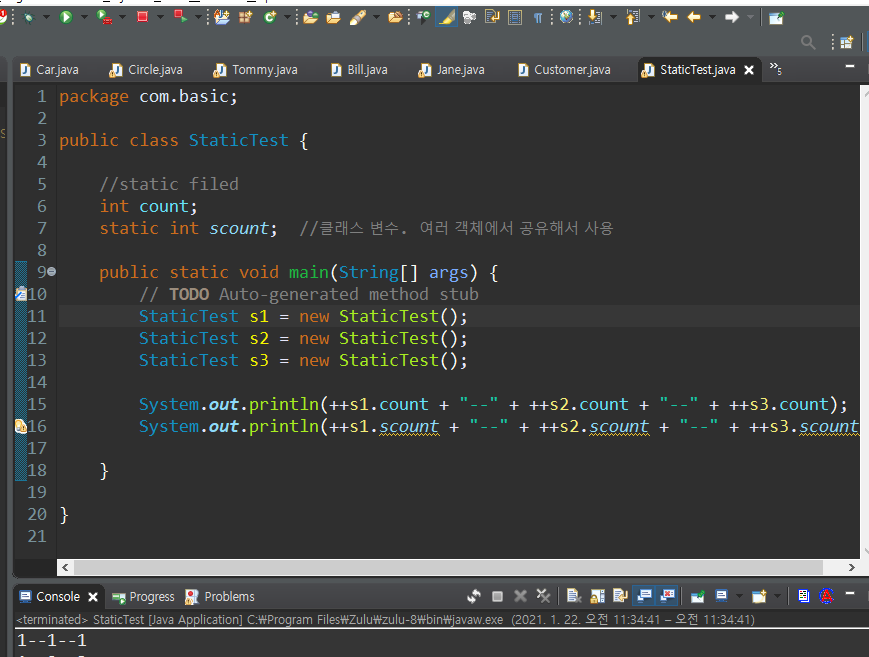 Car.java Circle.java Tommy.java Bill.java Jane.java Customer.java StaticTest.java 5
1 package com.basic;
2
3 public class StaticTest {
4
5 //static filed
6 int count;
7 static int scount; //클래스 변수. 여러 객체에서 공유해서 사용
8
9 public static void main(String[] args) {
10 // TODO Auto-generated method stub
11 StaticTest s1 = new StaticTest();
12 StaticTest s2 = new StaticTest();
13 StaticTest s3 = new StaticTest();
14
15 System.out.println(++s1.count + "--" + ++s2.count + "--" + ++s3.count);
16 System.out.println(++s1.scount + "--" + ++s2.scount + "--" + ++s3.scount
17
18 }
19
20 }
21
Console Progress Problems
<terminated> StaticTest [Java Application] C:₩Program Files₩Zulu₩zulu-8₩bin₩javaw.exe (2021. 1. 22. 오전 11:34:41 – 오전 11:34:41)
1--1--1